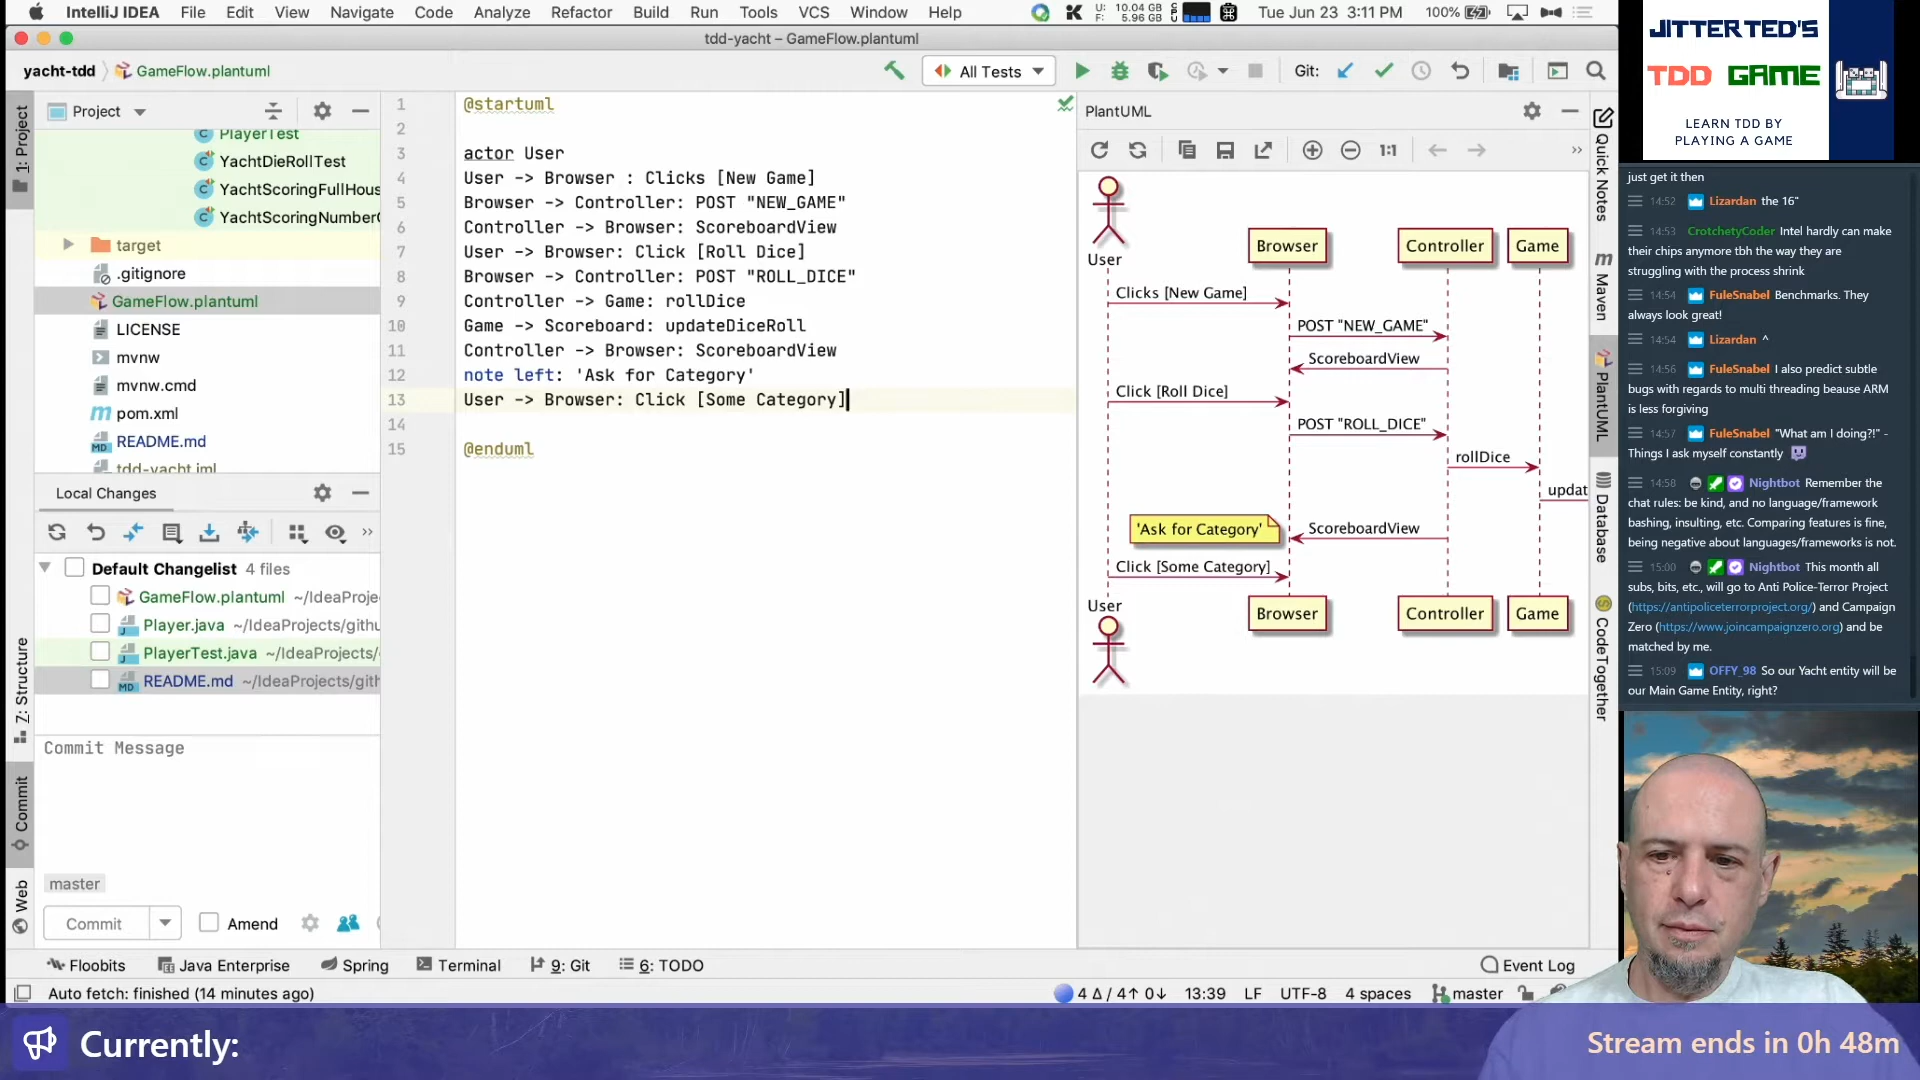 IntelliJ IDEA File Edit View Navigate Code Analyze Refactor Build Run Tools VCS Window Help
U: 10.04 GB
F: 5.96 GB
CPU
Tue Jun 23 3:11 PM 100%
tdd-yacht – GameFlow.plantuml
yacht-tdd GameFlow.plantuml
All Tests
Git:
1: Project
Z: Structure
Commit
Web
Project
PlayerTest
YachtDieRollTest
YachtScoringFullHous
YachtScoringNumber
target
.gitignore
GameFlow.plantuml
LICENSE
mvnw
mvnw.cmd
pom.xml
README.md
tdd-yacht.iml
Local Changes
Default Changelist 4 files
GameFlow.plantuml ~/IdeaProje
Player.java ~/IdeaProjects/githu
PlayerTest.java ~/IdeaProjects/
README.md ~/IdeaProjects/gith
Commit Message
master
Commit Amend
1 @startuml
2
3 actor User
4 User -> Browser : Clicks [New Game]
5 Browser -> Controller: POST "NEW_GAME"
6 Controller -> Browser: ScoreboardView
7 User -> Browser: Click [Roll Dice]
8 Browser -> Controller: POST "ROLL_DICE"
9 Controller -> Game: rollDice
10 Game -> Scoreboard: updateDiceRoll
11 Controller -> Browser: ScoreboardView
12 note left: 'Ask for Category'
13 User -> Browser: Click [Some Category]
14
15 @enduml
PlantUML
1:1
User
Browser Controller Game
Clicks [New Game]
POST "NEW_GAME"
ScoreboardView
Click [Roll Dice]
POST "ROLL_DICE"
rollDice
updat
'Ask for Category' ScoreboardView
Click [Some Category]
User
Browser Controller Game
Quick Notes
Maven
PlantUML
Database
CodeTogether
Floobits Java Enterprise Spring Terminal 9: Git 6: TODO Event Log
Auto fetch: finished (14 minutes ago)
4 Δ / 4↑ 0↓ 13:39 LF UTF-8 4 spaces master
JITTERTED'S
TDD GAME
LEARN TDD BY
PLAYING A GAME
just get it then
14:52 Lizardan the 16"
14:53 CrotchetyCoder Intel hardly can make
their chips anymore tbh the way they are
struggling with the process shrink
14:54 FuleSnabel Benchmarks. They
always look great!
14:54 Lizardan ^
14:56 FuleSnabel I also predict subtle
bugs with regards to multi threading beause ARM
is less forgiving
14:57 FuleSnabel "What am I doing?!" -
Things I ask myself constantly
14:58 Nightbot Remember the
chat rules: be kind, and no language/framework
bashing, insulting, etc. Comparing features is fine,
being negative about languages/frameworks is not.
15:00 Nightbot This month all
subs, bits, etc., will go to Anti Police-Terror Project
(https://antipoliceterrorproject.org/) and Campaign
Zero (https://www.joincampaignzero.org) and be
matched by me.
15:09 OFFY_98 So our Yacht entity will be
our Main Game Entity, right?
Currently:
Stream ends in 0h 48m